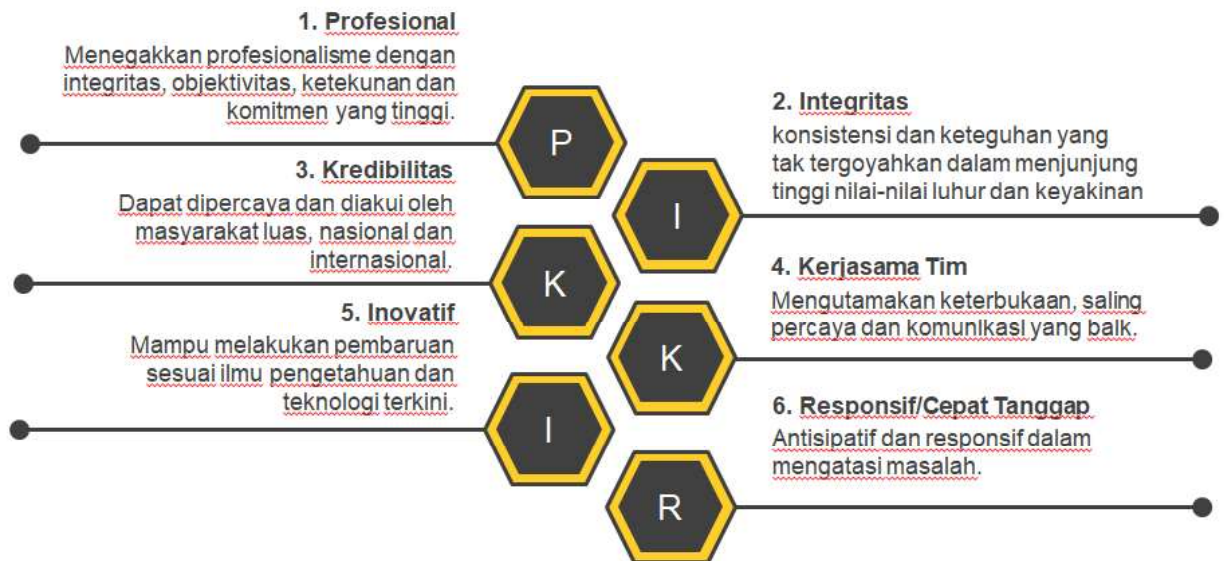 1. Profesional
Menegakkan profesionalisme dengan
integritas, objektivitas, ketekunan dan
komitmen yang tinggi.
P
2. Integritas
konsistensi dan keteguhan yang
tak tergoyahkan dalam menjunjung
tinggi nilai-nilai luhur dan keyakinan
I
3. Kredibilitas
Dapat dipercaya dan diakui oleh
masyarakat luas, nasional dan
internasional.
K
4. Kerjasama Tim
Mengutamakan keterbukaan, saling
percaya dan komunikasi yang baik.
K
5. Inovatif
Mampu melakukan pembaruan
sesuai ilmu pengetahuan dan
teknologi terkini.
I
6. Responsif/Cepat Tanggap
Antisipatif dan responsif dalam
mengatasi masalah.
R